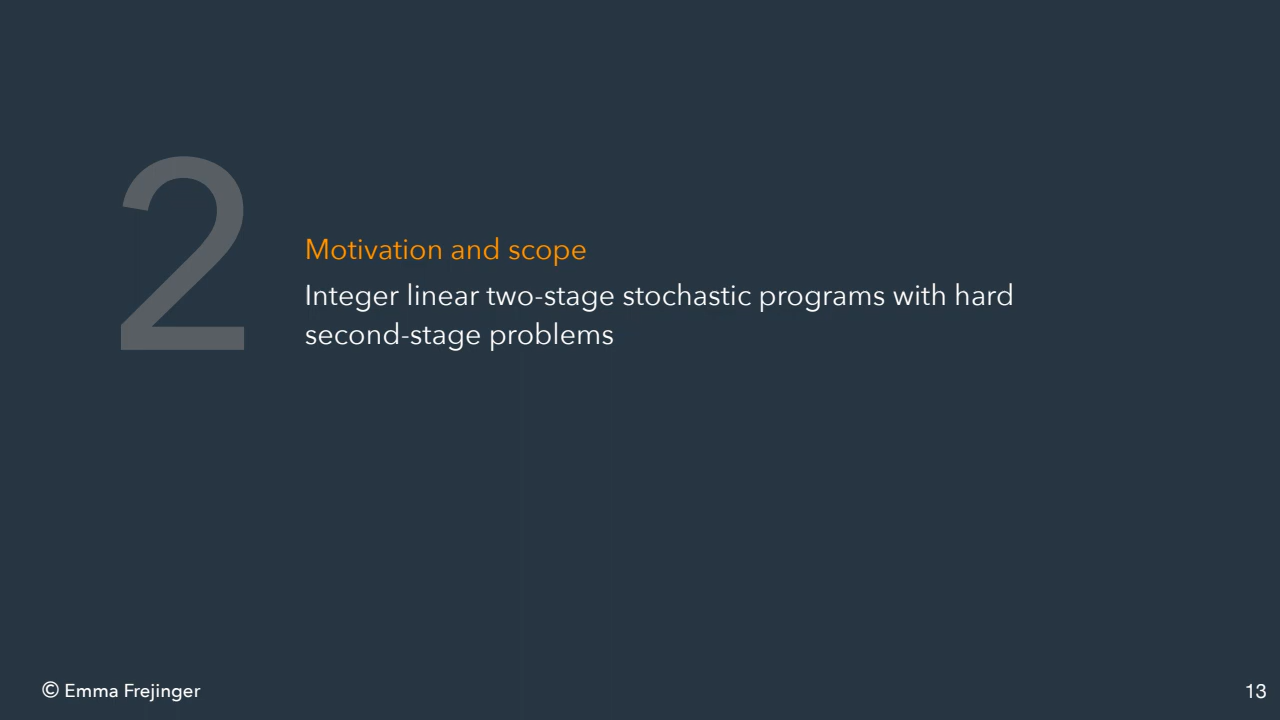 2
Motivation and scope
Integer linear two-stage stochastic programs with hard
second-stage problems
© Emma Frejinger
13